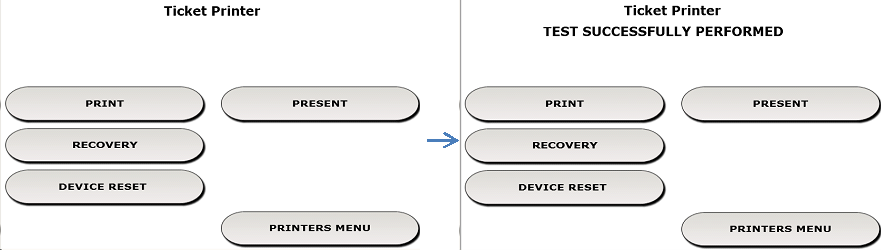 Ticket Printer
PRINT
PRESENT
RECOVERY
DEVICE RESET
PRINTERS MENU
Ticket Printer
TEST SUCCESSFULLY PERFORMED
PRINT
PRESENT
RECOVERY
DEVICE RESET
PRINTERS MENU